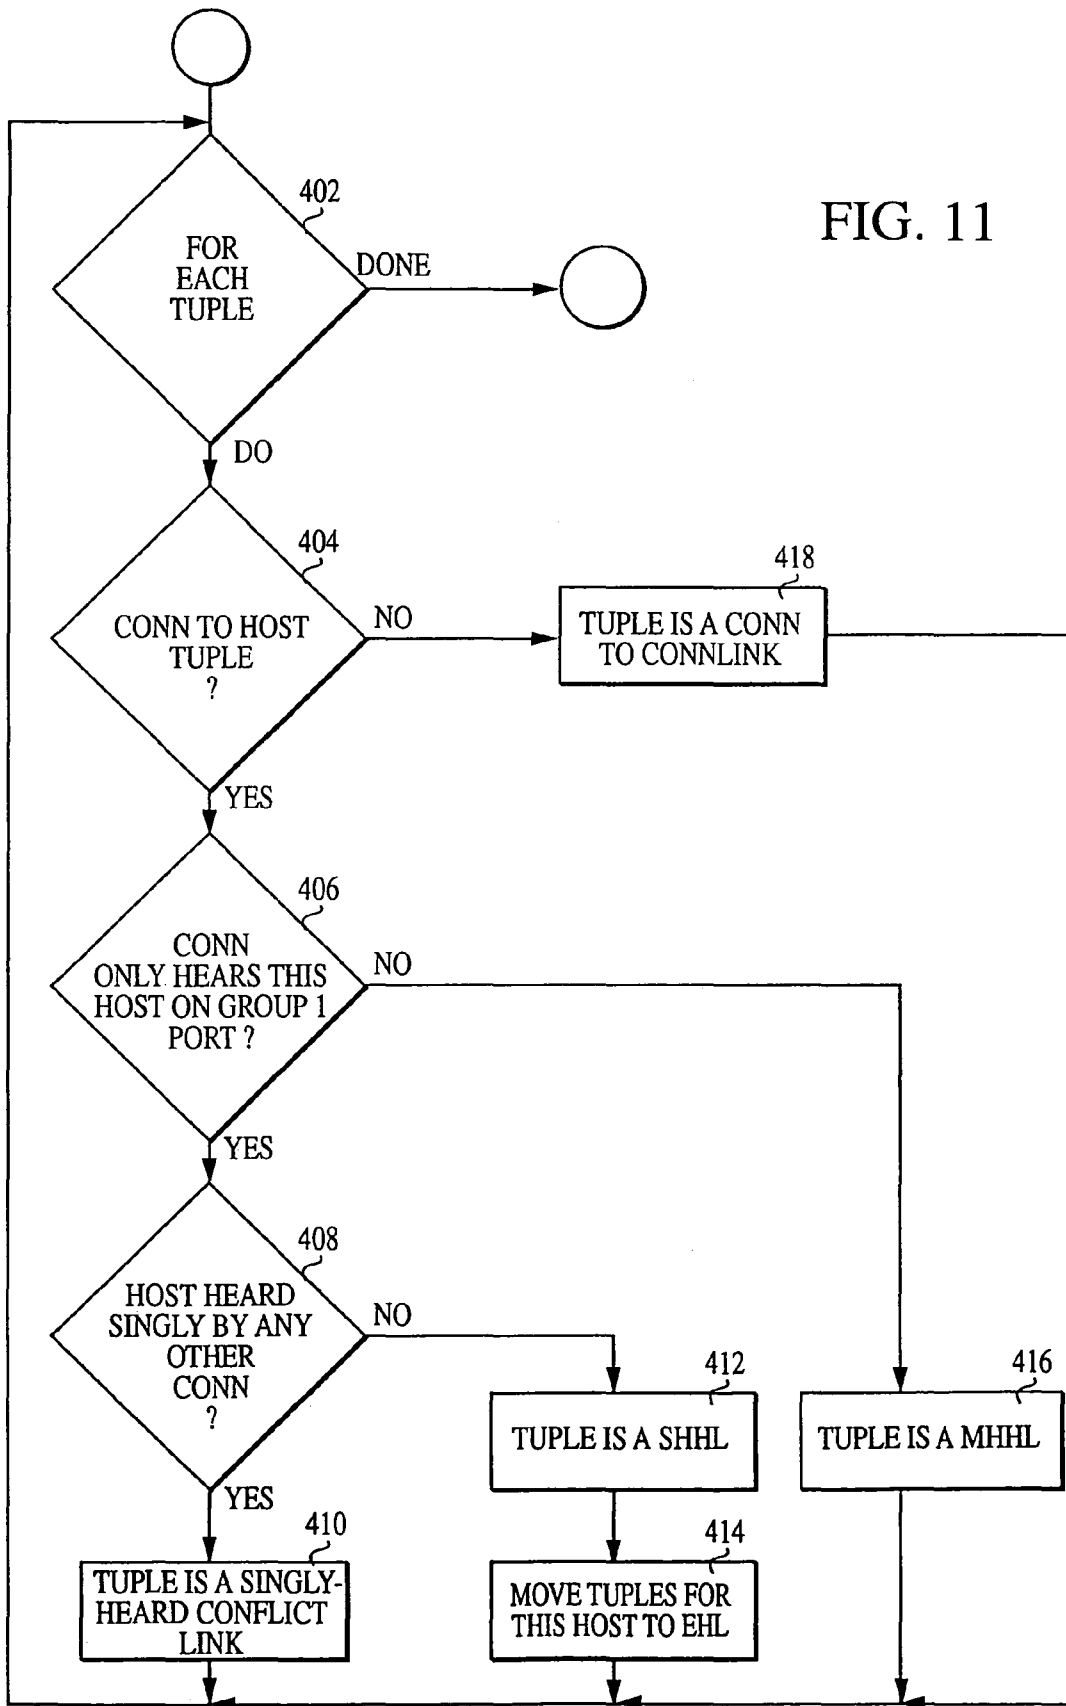 FIG. 11
402
FOR
EACH
TUPLE
DONE
DO
404
CONN TO HOST
TUPLE
?
NO
418
TUPLE IS A CONN
TO CONNLINK
YES
406
CONN
ONLY HEARS THIS
HOST ON GROUP 1
PORT ?
NO
YES
408
HOST HEARD
SINGLY BY ANY
OTHER
CONN
?
NO
412
TUPLE IS A SHHL
416
TUPLE IS A MHHL
YES
410
TUPLE IS A SINGLY-
HEARD CONFLICT
LINK
414
MOVE TUPLES FOR
THIS HOST TO EHL